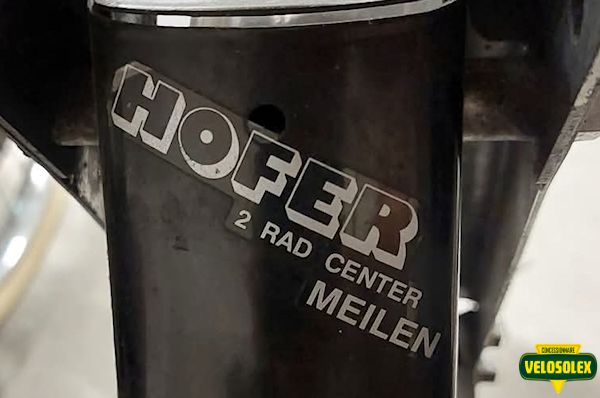 HOFER
2 RAD CENTER
MEILEN
CONCESSIONNAIRE
VELOSOLEX